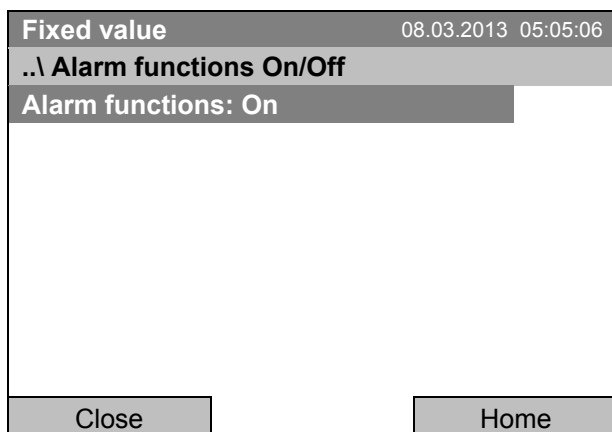 Fixed value 08.03.2013 05:05:06
..\ Alarm functions On/Off
Alarm functions: On
Close Home